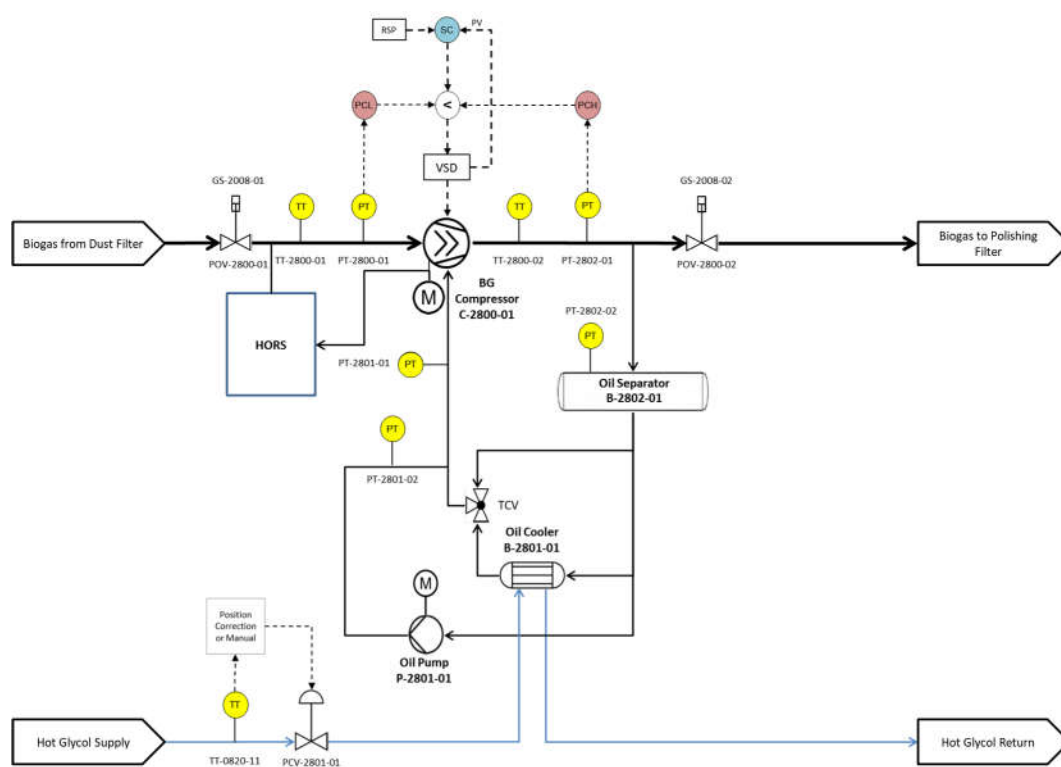 RSP
SC
PV
PCL
<
PCH
VSD
GS-2008-01
GS-2008-02
TT
PT
TT
PT
Biogas from Dust Filter
Biogas to Polishing
Filter
POV-2800-01
TT-2800-01
PT-2800-01
TT-2800-02
PT-2802-01
POV-2800-02
M
BG
Compressor
C-2800-01
PT-2802-02
PT
HORS
PT-2801-01
PT
Oil Separator
B-2802-01
PT
PT-2801-02
TCV
Oil Cooler
B-2801-01
M
Position
Correction
or Manual
Oil Pump
P-2801-01
TT
Hot Glycol Supply
Hot Glycol Return
TT-0820-11
PCV-2801-01